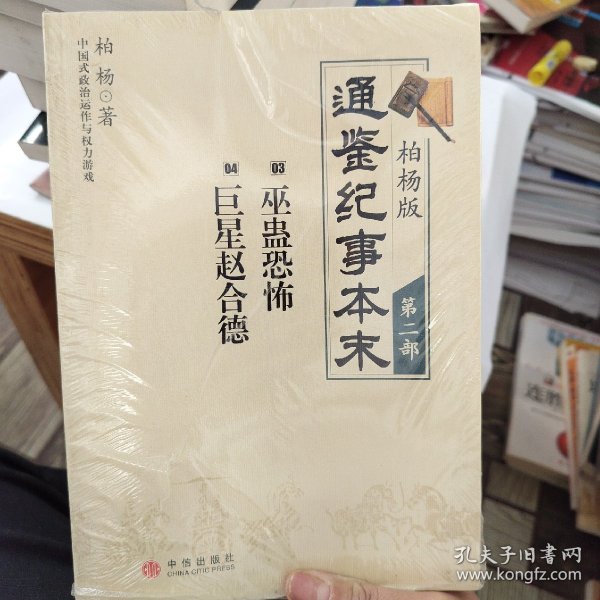 柏杨版
通鉴纪事本末
第二部
03 巫蛊恐怖
04 巨星赵合德
柏杨⊙著
中国式政治运作与权力游戏
中信出版社
CHINA CITIC PRESS
连胜
孔夫子旧书网
www.kongfz.com